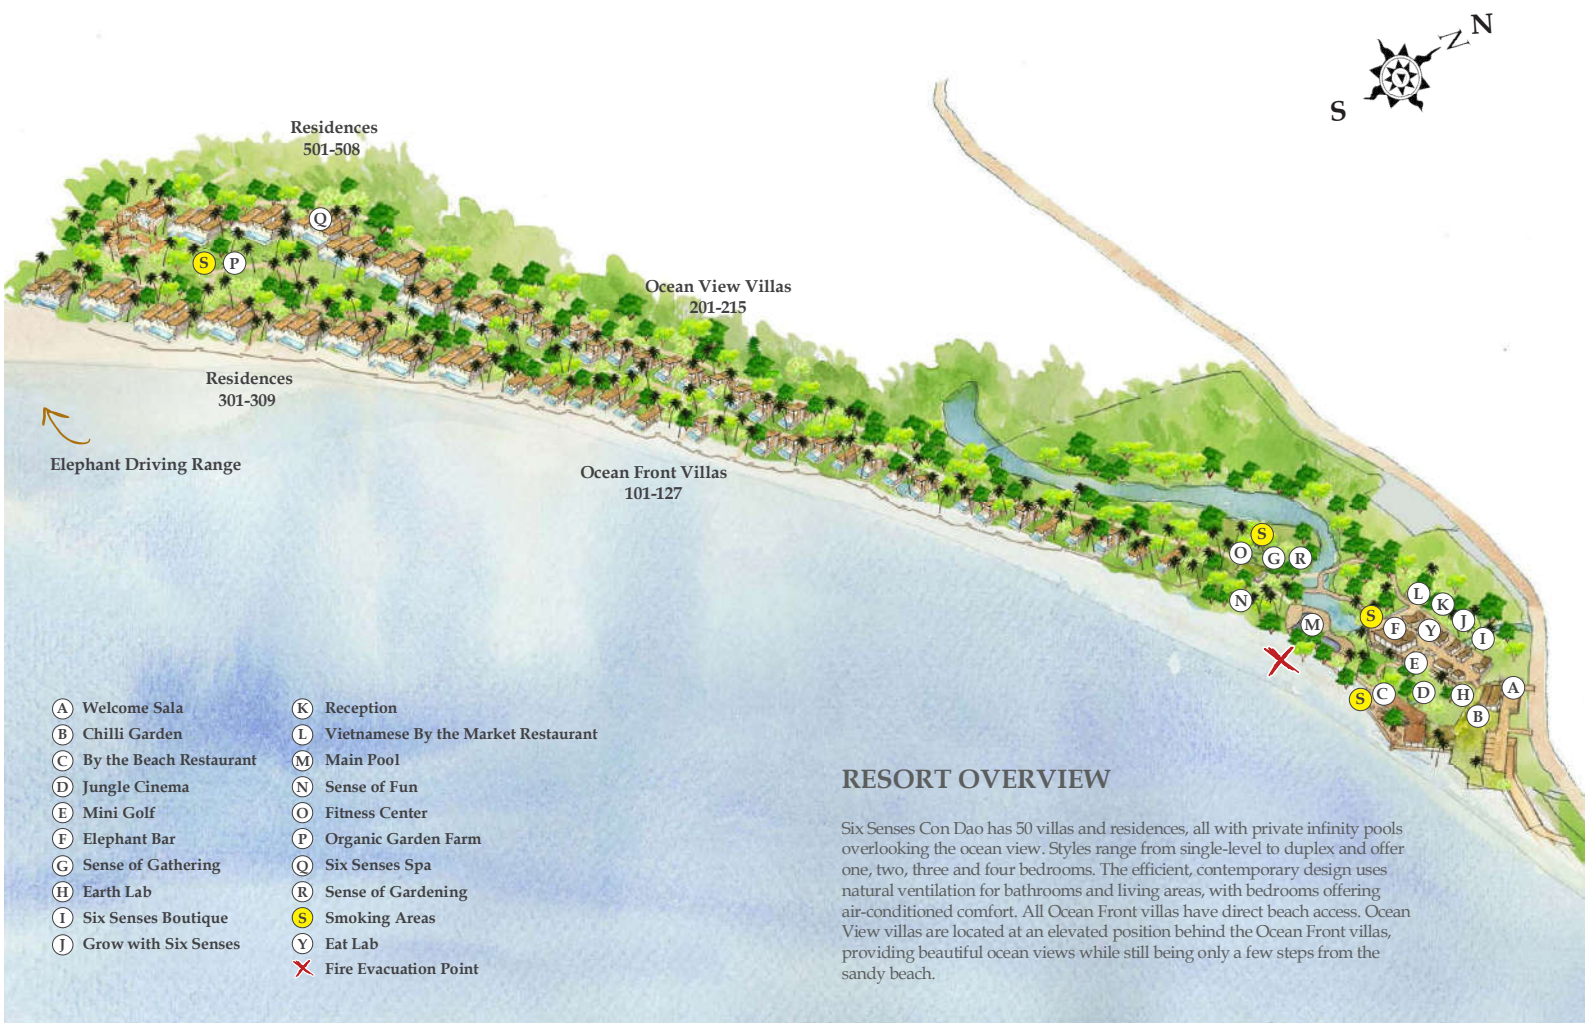 N
S
Residences
501-508
Q
S
P
Ocean View Villas
201-215
Residences
301-309
Elephant Driving Range
Ocean Front Villas
101-127
S
O
G
R
N
L
K
S
M
F
Y
J
I
E
S
C
D
H
A
B
A Welcome Sala
B Chilli Garden
C By the Beach Restaurant
D Jungle Cinema
E Mini Golf
F Elephant Bar
G Sense of Gathering
H Earth Lab
I Six Senses Boutique
J Grow with Six Senses
K Reception
L Vietnamese By the Market Restaurant
M Main Pool
N Sense of Fun
O Fitness Center
P Organic Garden Farm
Q Six Senses Spa
R Sense of Gardening
S Smoking Areas
Y Eat Lab
Fire Evacuation Point
RESORT OVERVIEW
Six Senses Con Dao has 50 villas and residences, all with private infinity pools
overlooking the ocean view. Styles range from single-level to duplex and offer
one, two, three and four bedrooms. The efficient, contemporary design uses
natural ventilation for bathrooms and living areas, with bedrooms offering
air-conditioned comfort. All Ocean Front villas have direct beach access. Ocean
View villas are located at an elevated position behind the Ocean Front villas,
providing beautiful ocean views while still being only a few steps from the
sandy beach.